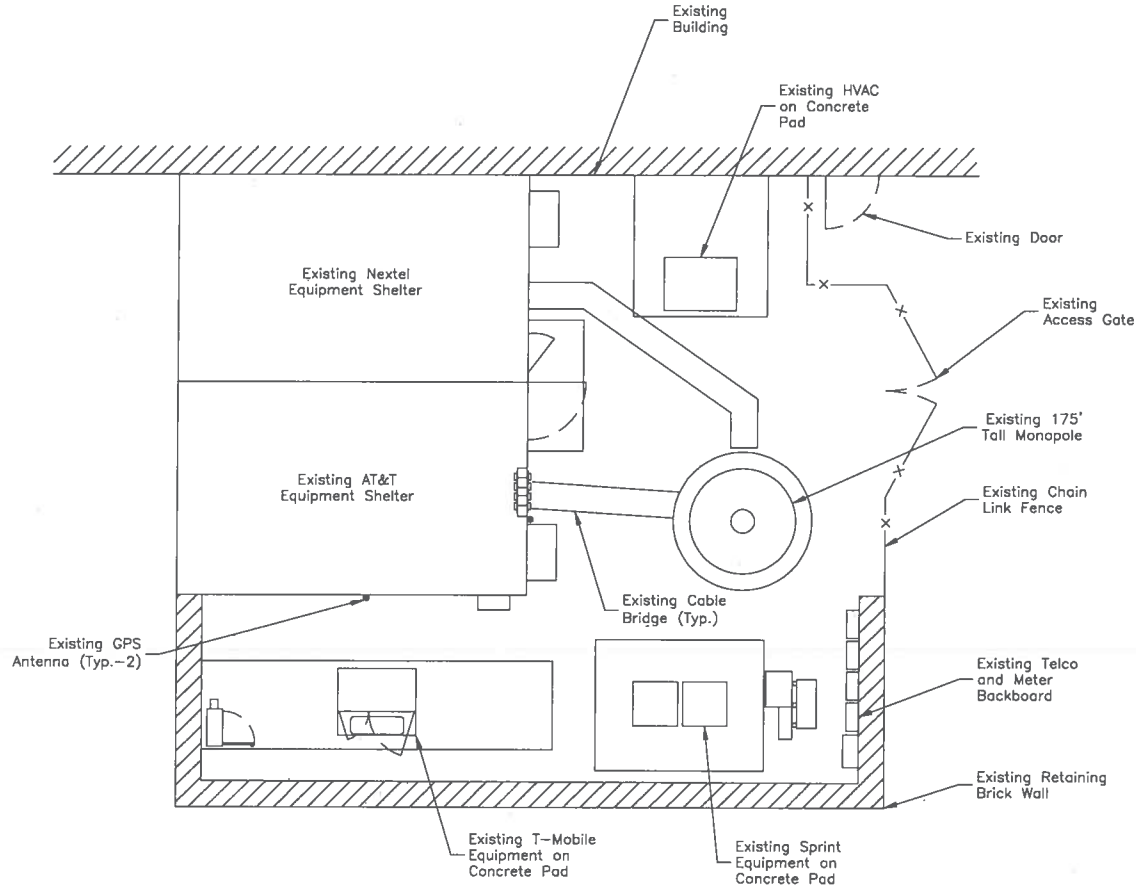 Existing
Building
Existing HVAC
on Concrete
Pad
Existing Door
Existing Nextel
Equipment Shelter
Existing
Access Gate
Existing 175'
Tall Monopole
Existing AT&T
Equipment Shelter
Existing Chain
Link Fence
Existing Cable
Bridge (Typ.)
Existing GPS
Antenna (Typ.-2)
Existing Telco
and Meter
Backboard
Existing Retaining
Brick Wall
Existing T-Mobile
Equipment on
Concrete Pad
Existing Sprint
Equipment on
Concrete Pad